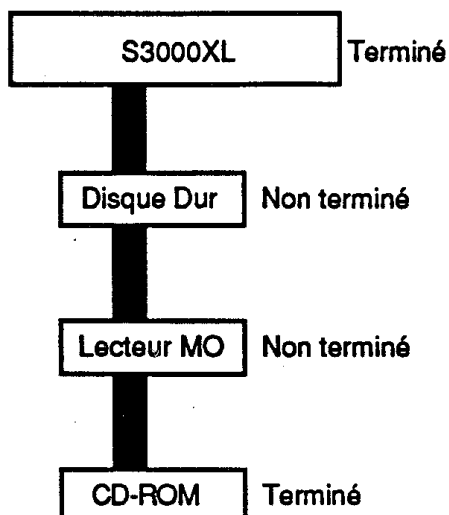 S3000XL Terminé
Disque Dur Non terminé
Lecteur MO Non terminé
CD-ROM Terminé